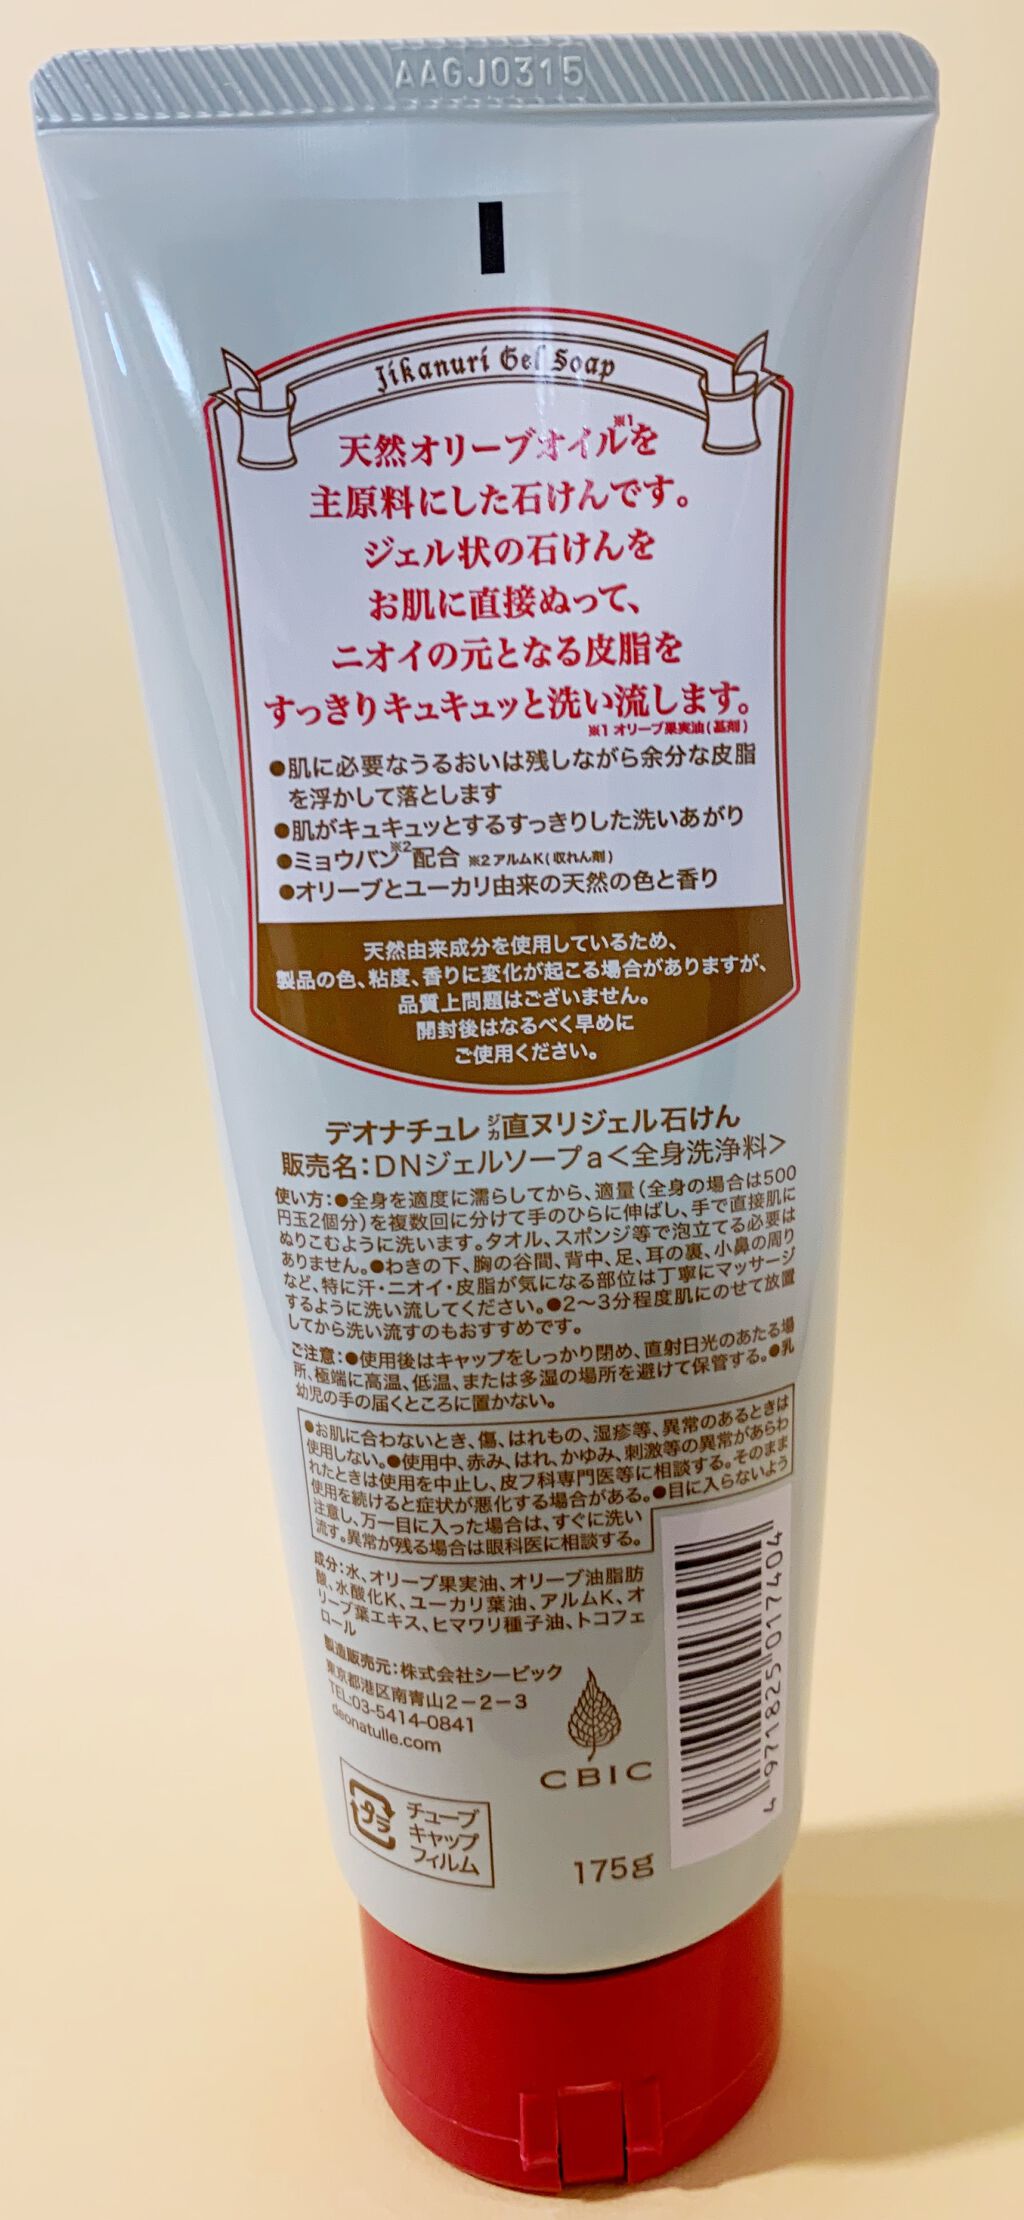 AAGJ0315
Jikanuri Gel Soap
天然オリーブオイル※1を
主原料にした石けんです。
ジェル状の石けんを
お肌に直接ぬって、
ニオイの元となる皮脂を
すっきりキュキュッと洗い流します。
※1 オリーブ果実油(基剤)
●肌に必要なうるおいは残しながら余分な皮脂
を浮かして落とします
●肌がキュキュッとするすっきりした洗いあがり
●ミョウバン※2配合 ※2 アルムK(収れん剤)
●オリーブとユーカリ由来の天然の色と香り
天然由来成分を使用しているため、
製品の色、粘度、香りに変化が起こる場合がありますが、
品質上問題はございません。
開封後はなるべく早めに
ご使用ください。
デオナチュレ ジカ直ヌリジェル石けん
販売名：DNジェルソープa＜全身洗浄料＞
使い方：●全身を適度に濡らしてから、適量（全身の場合は500
円玉2個分）を複数回に分けて手のひらに伸ばし、手で直接肌に
ぬりこむように洗います。タオル、スポンジ等で泡立てる必要は
ありません。●わきの下、胸の谷間、背中、足、耳の裏、小鼻の周り
など、特に汗・ニオイ・皮脂が気になる部位は丁寧にマッサージ
するように洗い流してください。●2～3分程度肌にのせて放置
してから洗い流すのもおすすめです。
ご注意：●使用後はキャップをしっかり閉め、直射日光のあたる場
所、極端に高温、低温、または多湿の場所を避けて保管する。●乳
幼児の手の届くところに置かない。
●お肌に合わないとき、傷、はれもの、湿疹等、異常のあるときは
使用しない。●使用中、赤み、はれ、かゆみ、刺激等の異常があらわ
れたときは使用を中止し、皮フ科専門医等に相談する。そのまま
使用を続けると症状が悪化する場合がある。●目に入らないよう
注意し、万一目に入った場合は、すぐに洗い
流す。異常が残る場合は眼科医に相談する。
成分：水、オリーブ果実油、オリーブ油脂肪
酸、水酸化K、ユーカリ葉油、アルムK、オ
リーブ葉エキス、ヒマワリ種子油、トコフェ
ロール
製造販売元：株式会社シービック
東京都港区南青山2－2－3
TEL:03-5414-0841
deonatulle.com
CBIC
プラ
チューブ
キャップ
フィルム
175g
4 971825 017404